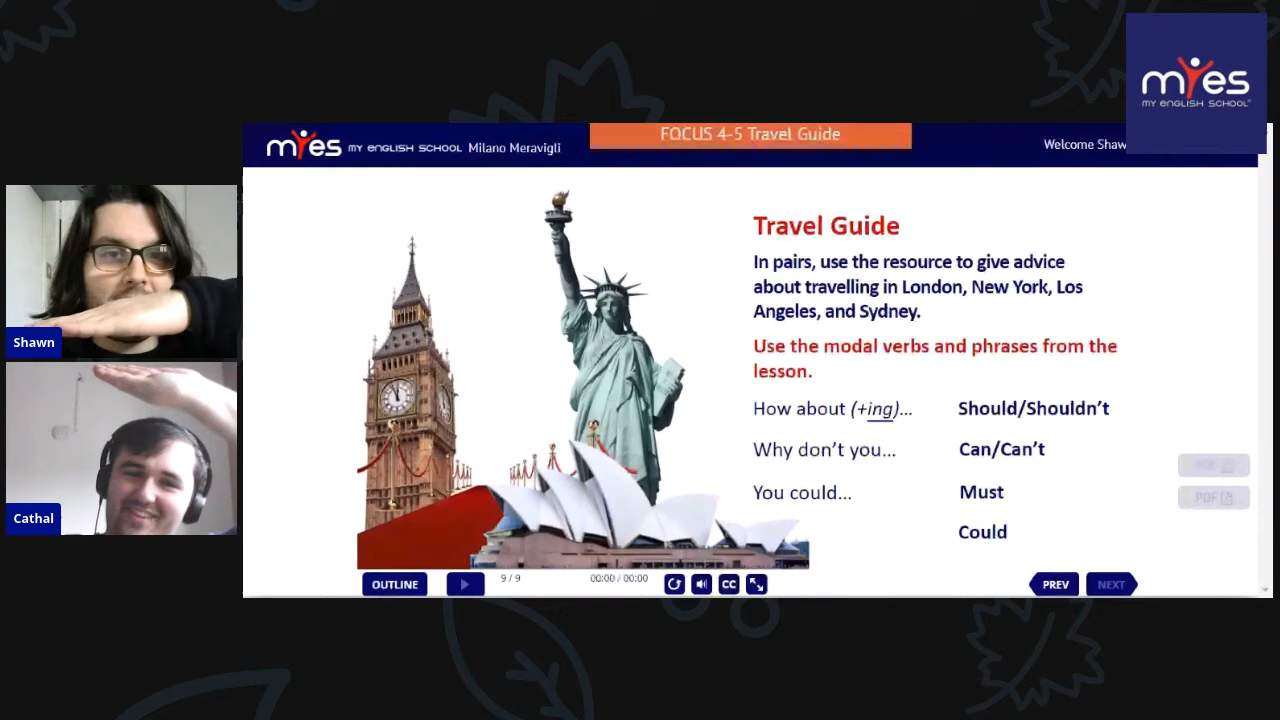 myes
MY ENGLISH SCHOOL
myes MY ENGLISH SCHOOL Milano Meravigli
FOCUS 4-5 Travel Guide
Welcome Shaw
Shawn
Cathal
Travel Guide
In pairs, use the resource to give advice
about travelling in London, New York, Los
Angeles, and Sydney.
Use the modal verbs and phrases from the
lesson.
How about (+ing)...
Should/Shouldn't
Why don't you...
Can/Can't
You could...
Must
Could
PDF
OUTLINE
9 / 9
00:00 / 00:00
CC
PREV
NEXT